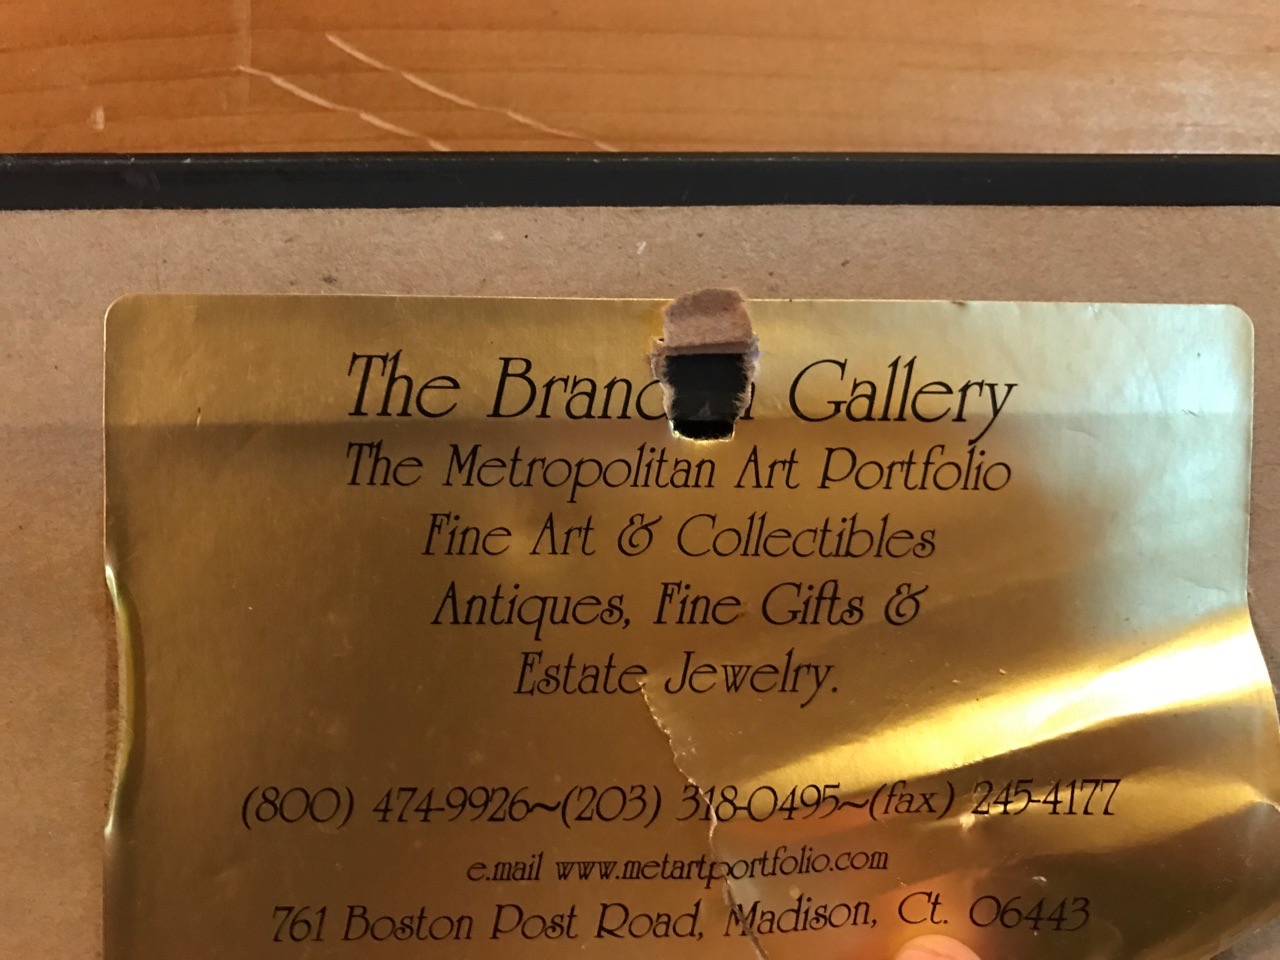 The Gallery
The Metropolitan Art Portfolio
Fine Art & Collectibles
Antiques, Fine Gifts &
Estate Jewelry.
(800) 474-9926~(203) 318-0495~(fax) 245-4177
e.mail www.metartportfolio.com
761 Boston Post Road, Madison, Ct. 06443